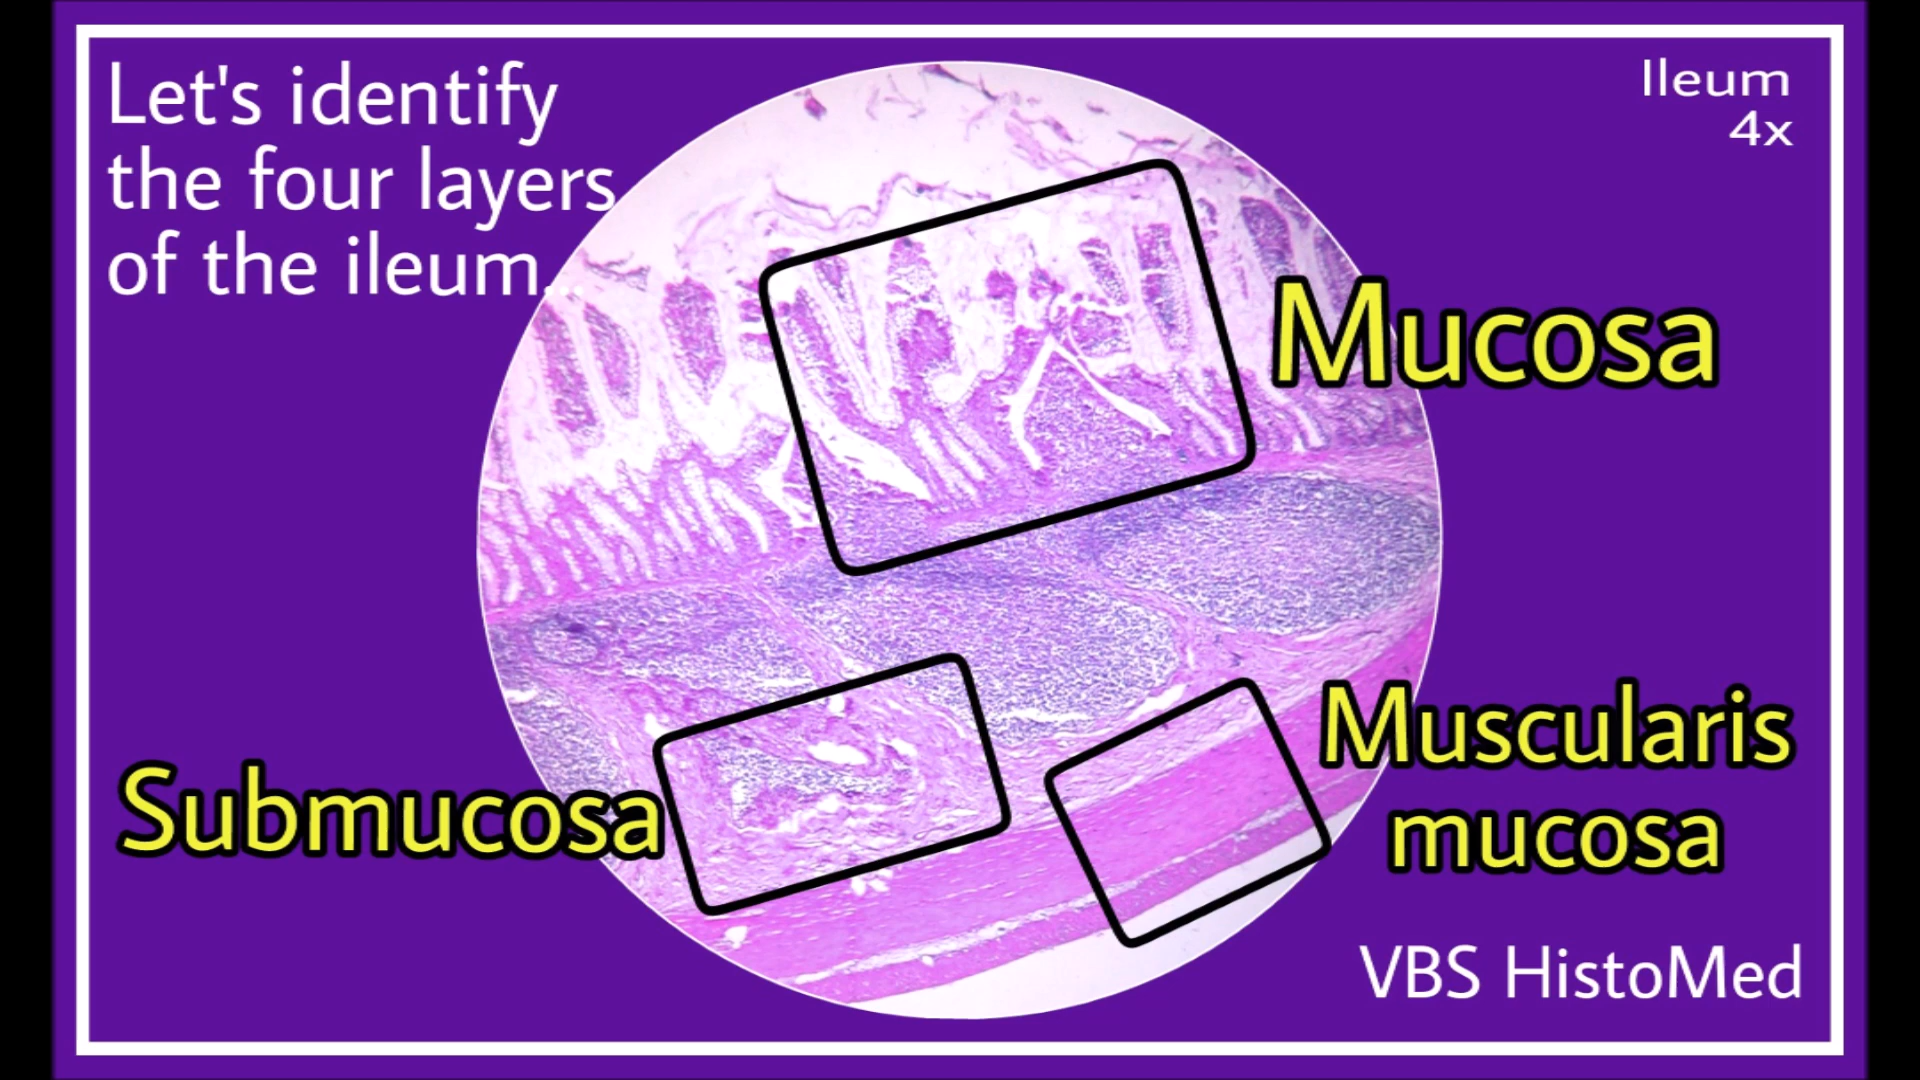 Let's identify
the four layers
of the ileum...
Ileum
4x
Mucosa
Submucosa
Muscularis
mucosa
VBS HistoMed